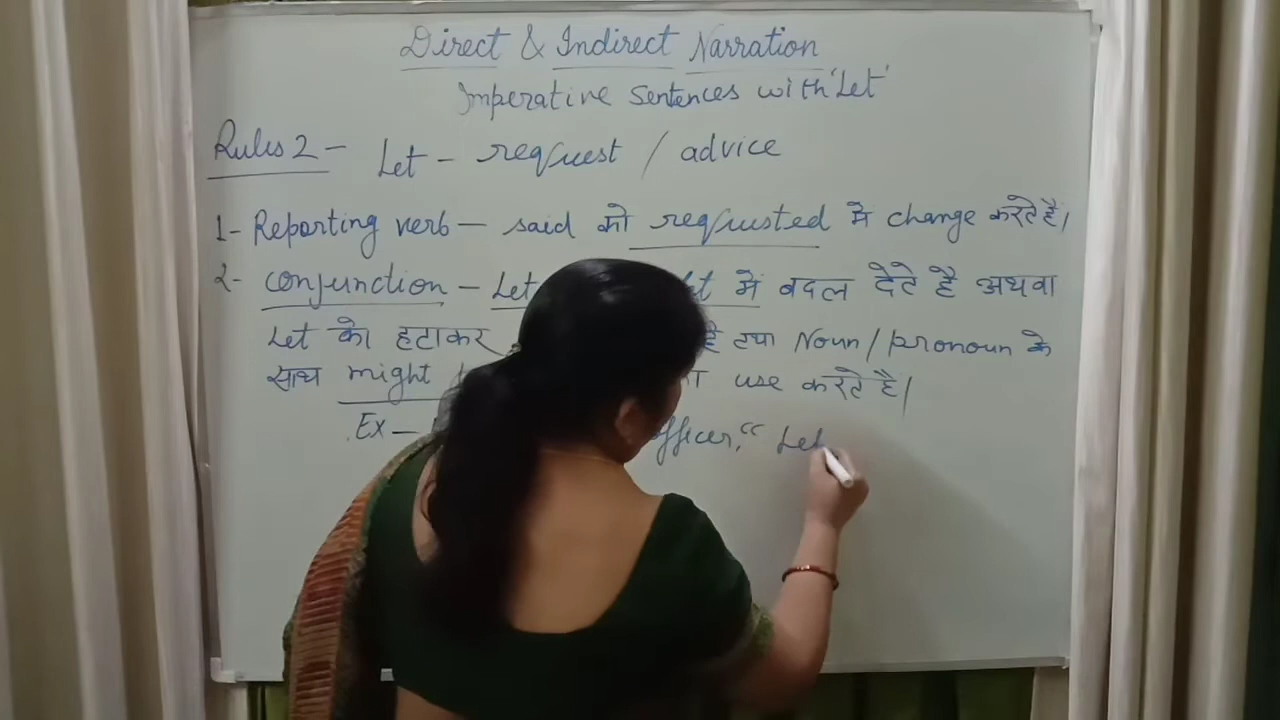 Direct & Indirect Narration
Imperative Sentences with 'Let'
Rules 2 - Let - request / advice
1- Reporting verb - said को requsted मे change करते है।
2- Conjunction - Let मे बदल देते है अथवा
Let को हटाकर है तथा Noun/pronoun के
साथ might use करते है।
Ex - officer, " Let